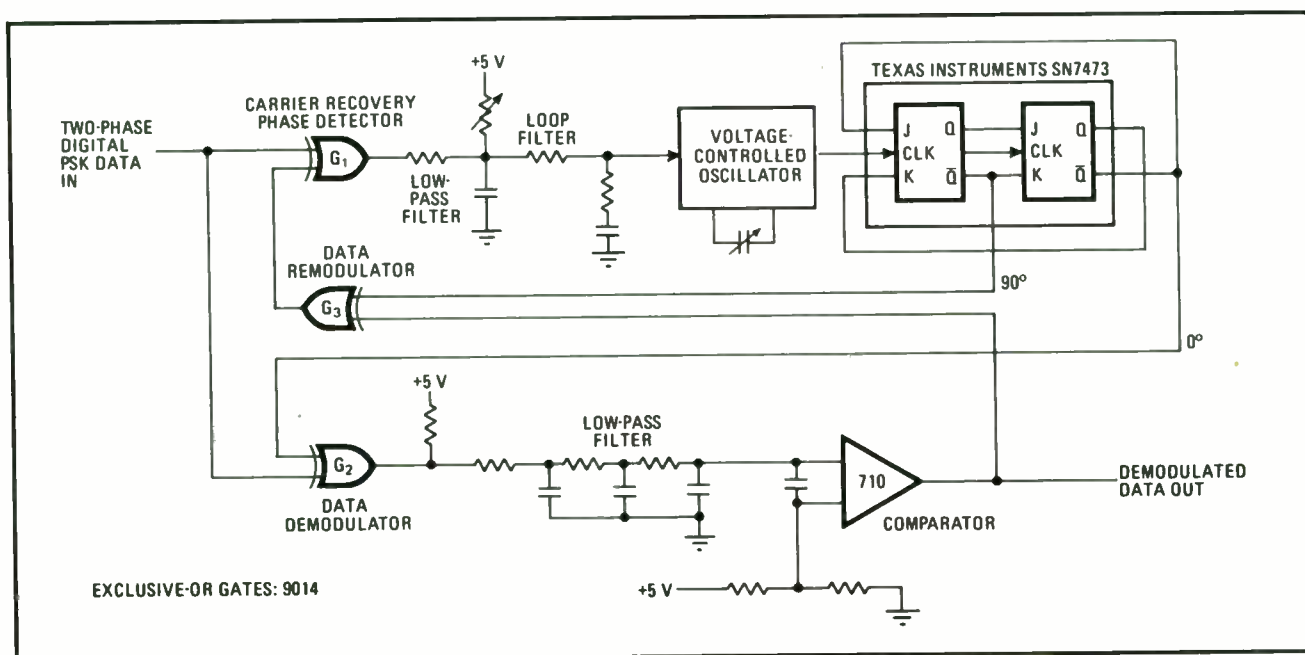 TWO-PHASE
DIGITAL
PSK DATA
IN
CARRIER RECOVERY
PHASE DETECTOR
G1
+5 V
LOW-
PASS
FILTER
LOOP
FILTER
VOLTAGE-
CONTROLLED
OSCILLATOR
TEXAS INSTRUMENTS SN7473
J Q
CLK
K Q̅
J Q
CLK
K Q̅
DATA
REMODULATOR
G3
90°
0°
+5 V
G2
DATA
DEMODULATOR
LOW-PASS
FILTER
710
COMPARATOR
DEMODULATED
DATA OUT
+5 V
EXCLUSIVE-OR GATES: 9014